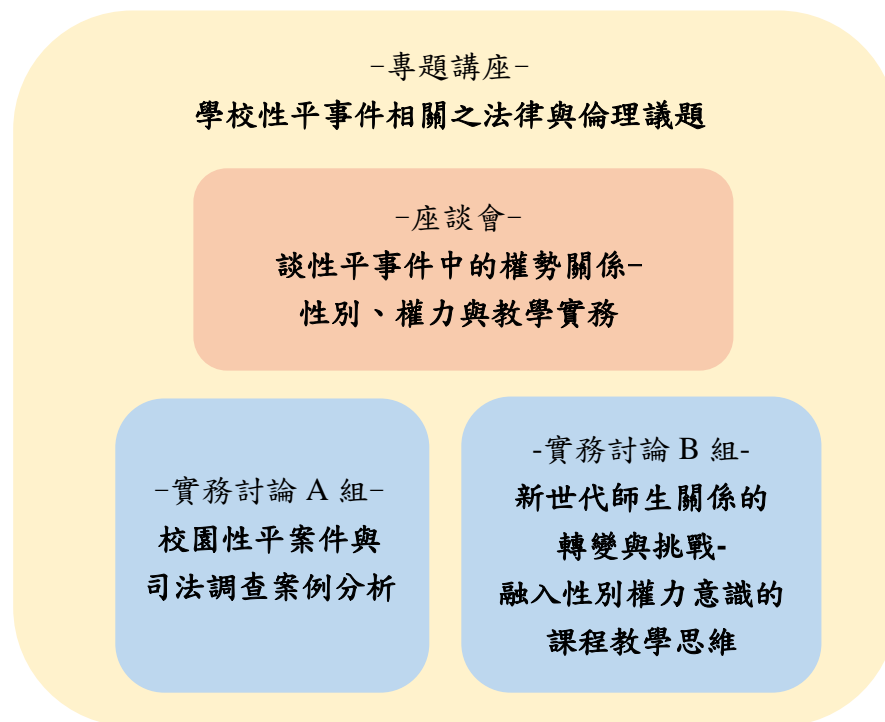 -專題講座-
學校性平事件相關之法律與倫理議題
-座談會-
談性平事件中的權勢關係-
性別、權力與教學實務
-實務討論 A 組-
校園性平案件與
司法調查案例分析
-實務討論 B 組-
新世代師生關係的
轉變與挑戰-
融入性別權力意識的
課程教學思維